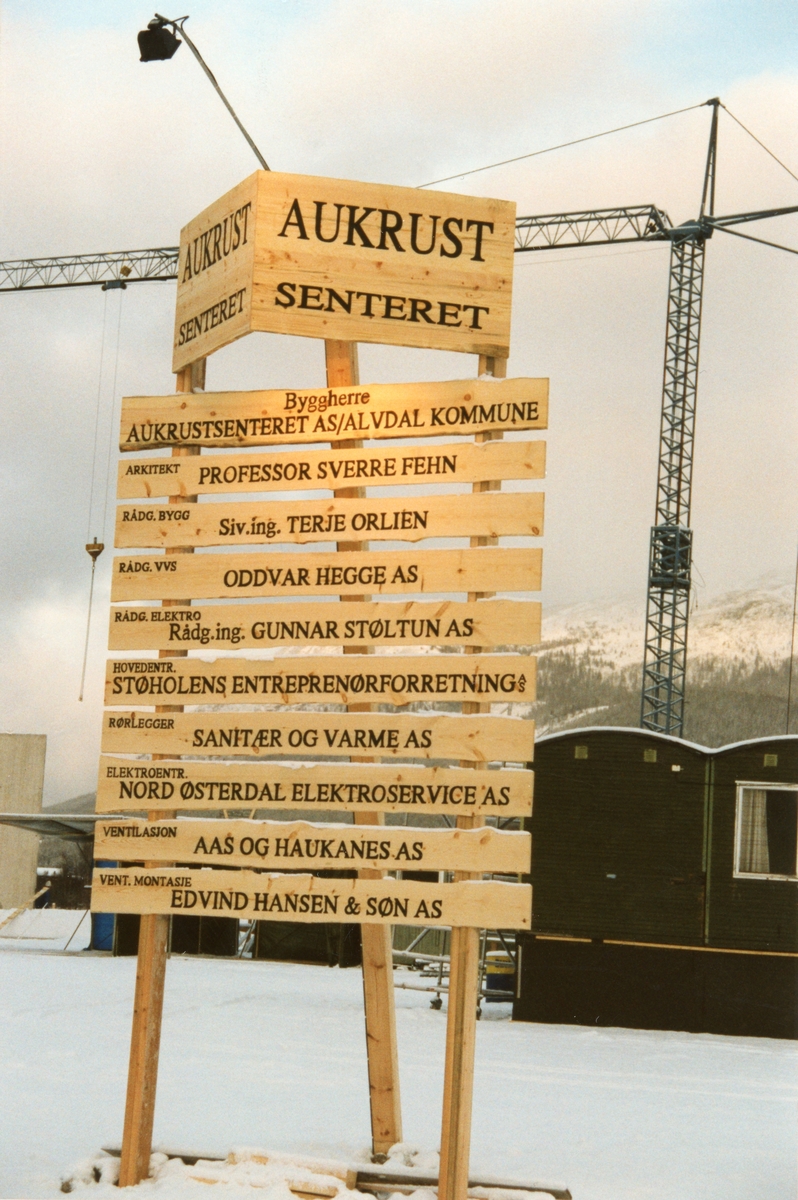 AUKRUST
SENTERET
AUKRUST
SENTERET
Byggherre
AUKRUSTSENTERET AS/ALVDAL KOMMUNE
ARKITEKT PROFESSOR SVERRE FEHN
RÅDG. BYGG Siv.ing. TERJE ORLIEN
RÅDG. VVS ODDVAR HEGGE AS
RÅDG. ELEKTRO
Rådg.ing. GUNNAR STØLTUN AS
HOVEDENTR.
STØHOLENS ENTREPRENØRFORRETNING AS
RØRLEGGER SANITÆR OG VARME AS
ELEKTROENTR.
NORD ØSTERDAL ELEKTROSERVICE AS
VENTILASJON AAS OG HAUKANES AS
VENT. MONTASJE
EDVIND HANSEN & SØN AS